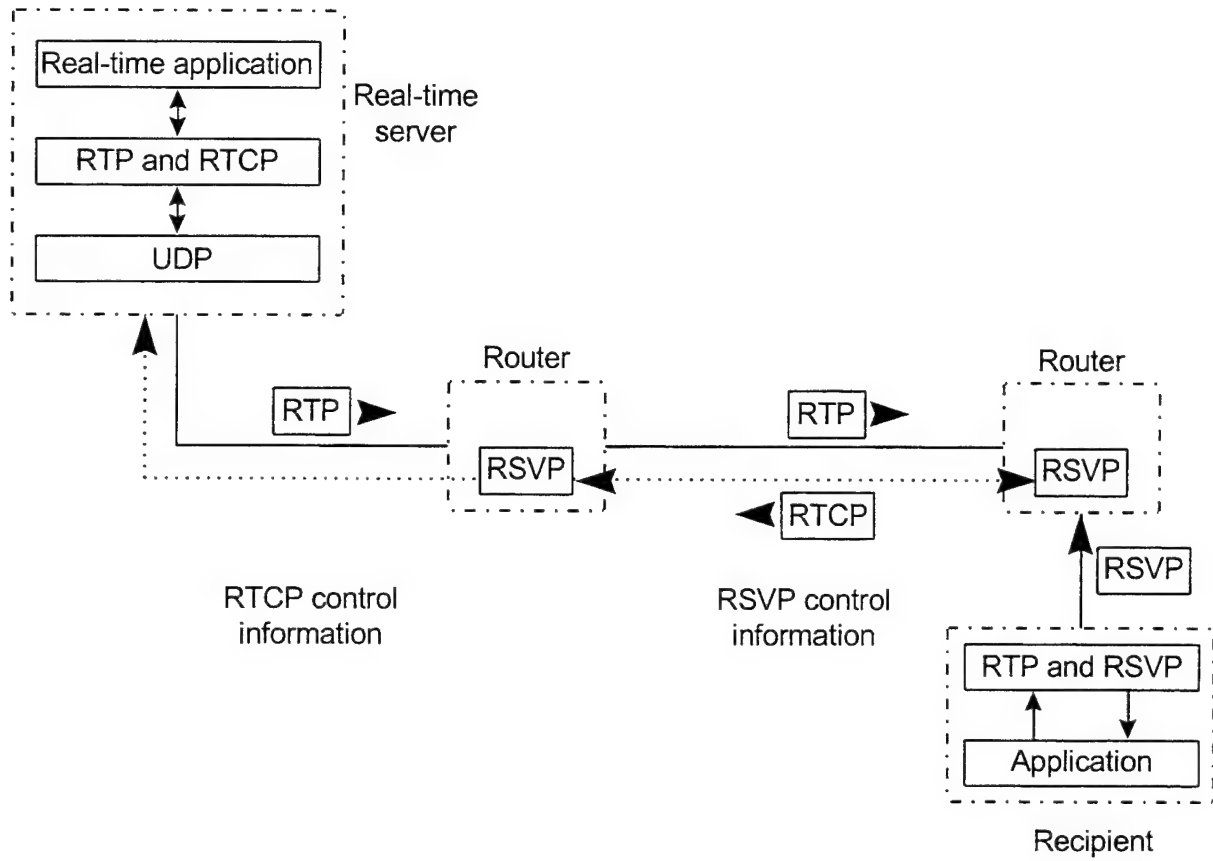 Real-time application
RTP and RTCP
UDP
Real-time
server
Router
Router
RTP
RTP
RSVP
RSVP
RTCP
RSVP
RTCP control
information
RSVP control
information
RTP and RSVP
Application
Recipient